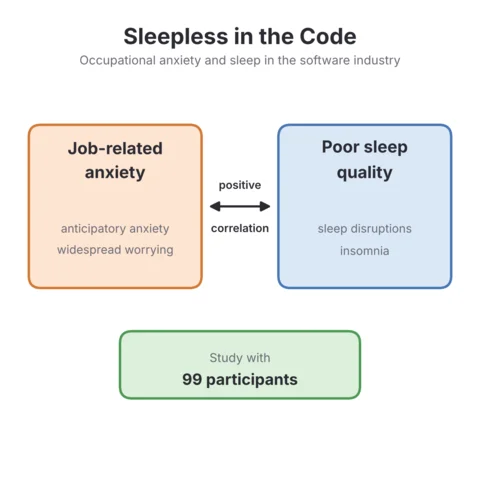 Sleepless in the Code
Occupational anxiety and sleep in the software industry
Job-related
anxiety
anticipatory anxiety
widespread worrying
positive
correlation
Poor sleep
quality
sleep disruptions
insomnia
Study with
99 participants